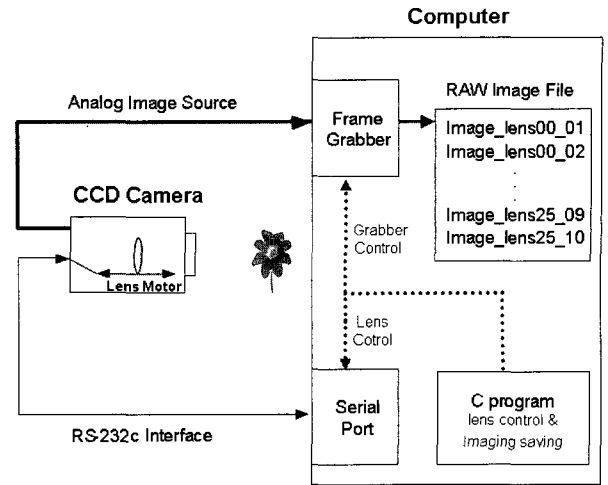 Computer
Analog Image Source
Frame
Grabber
RAW Image File
Image_lens00_01
Image_lens00_02
Image_lens25_09
Image_lens25_10
CCD Camera
Lens Motor
Grabber
Control
Lens
Cotrol
Serial
Port
C program
lens control &
Imaging saving
RS-232c Interface